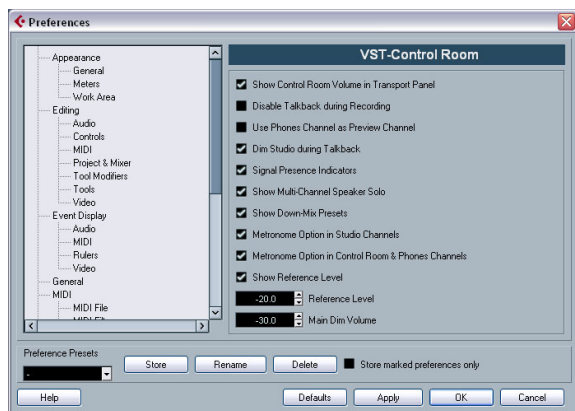 Preferences
Appearance
General
Meters
Work Area
Editing
Audio
Controls
MIDI
Project & Mixer
Tool Modifiers
Tools
Video
Event Display
Audio
MIDI
Rulers
Video
General
MIDI
MIDI File
VST-Control Room
Show Control Room Volume in Transport Panel
Disable Talkback during Recording
Use Phones Channel as Preview Channel
Dim Studio during Talkback
Signal Presence Indicators
Show Multi-Channel Speaker Solo
Show Down-Mix Presets
Metronome Option in Studio Channels
Metronome Option in Control Room & Phones Channels
Show Reference Level
-20.0 Reference Level
-30.0 Main Dim Volume
Preference Presets
-
Store Rename Delete Store marked preferences only
Help Defaults Apply OK Cancel